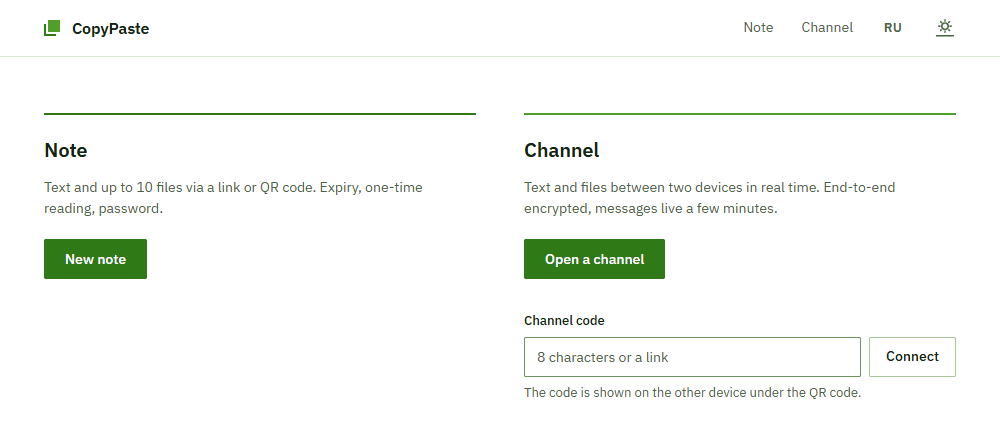 CopyPaste
Note
Channel
RU
Note
Text and up to 10 files via a link or QR code. Expiry, one-time
reading, password.
New note
Channel
Text and files between two devices in real time. End-to-end
encrypted, messages live a few minutes.
Open a channel
Channel code
8 characters or a link
Connect
The code is shown on the other device under the QR code.